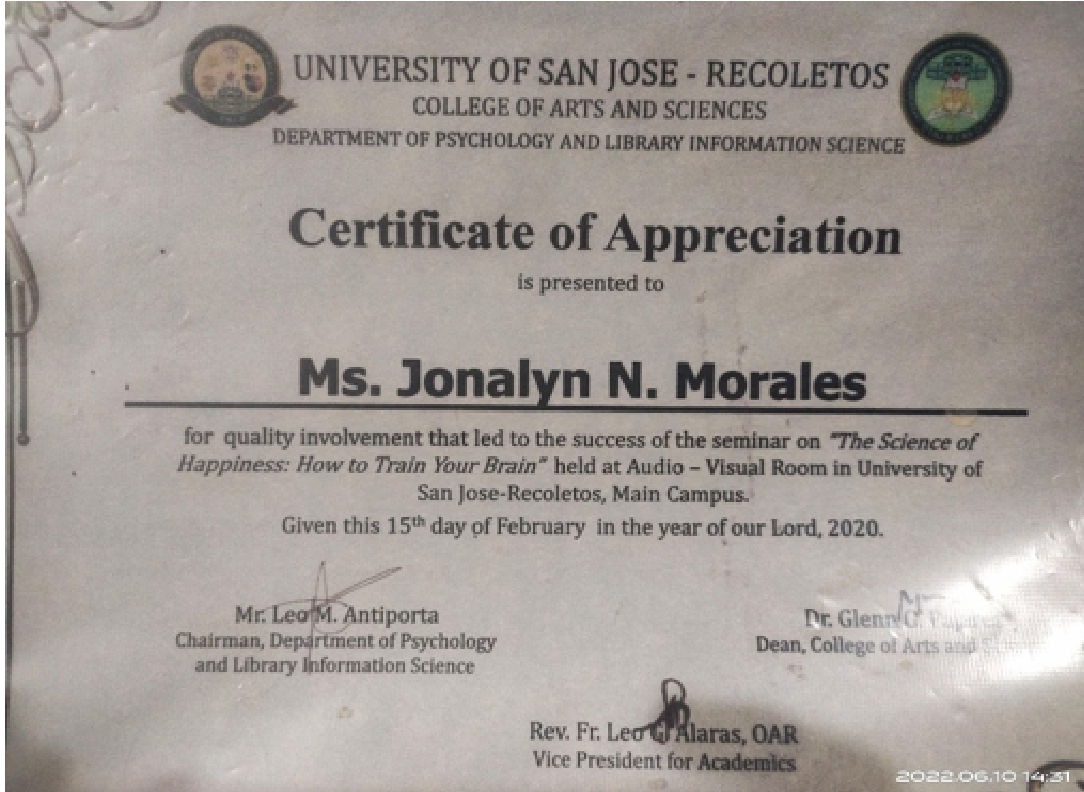 UNIVERSITY OF SAN JOSE - RECOLETOS
COLLEGE OF ARTS AND SCIENCES
DEPARTMENT OF PSYCHOLOGY AND LIBRARY INFORMATION SCIENCE
Certificate of Appreciation
is presented to
Ms. Jonalyn N. Morales
for quality involvement that led to the success of the seminar on "The Science of
Happiness: How to Train Your Brain" held at Audio – Visual Room in University of
San Jose-Recoletos, Main Campus.
Given this 15th day of February in the year of our Lord, 2020.
Mr. Leo M. Antiporta
Chairman, Department of Psychology
and Library Information Science
Dr. Glenn G.
Dean, College of Arts and
Rev. Fr. Leo G. Alaras, OAR
Vice President for Academics
2022.06.10 14:31